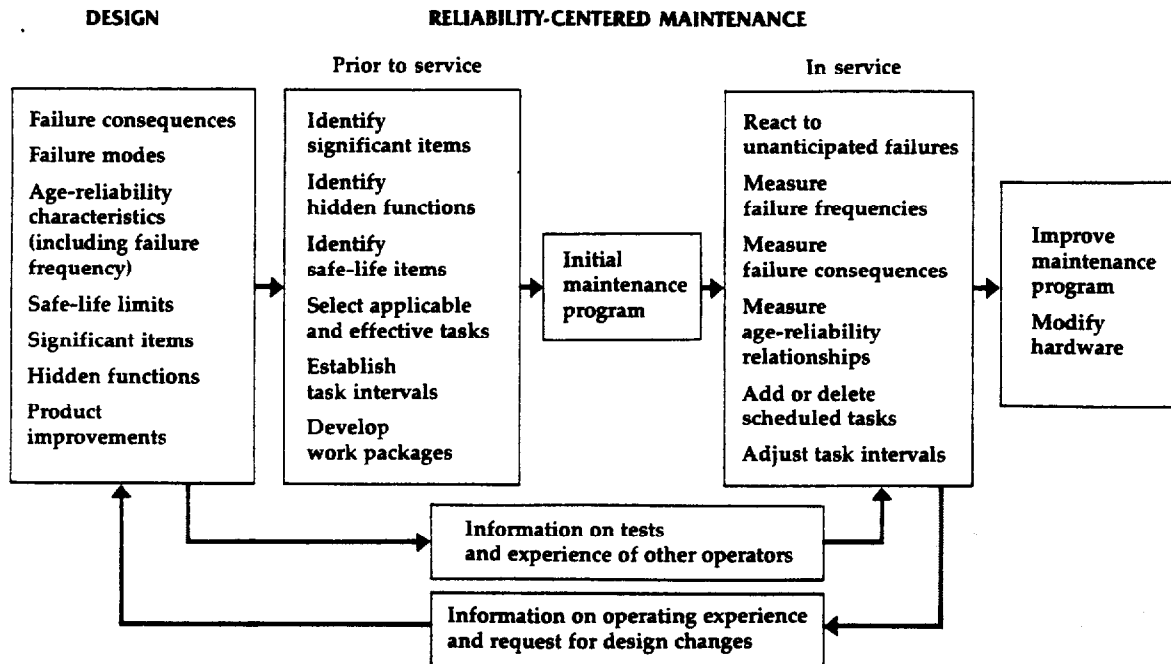 DESIGN
RELIABILITY-CENTERED MAINTENANCE
Prior to service
In service
Failure consequences
Failure modes
Age-reliability
characteristics
(including failure
frequency)
Safe-life limits
Significant items
Hidden functions
Product
improvements
Identify
significant items
Identify
hidden functions
Identify
safe-life items
Select applicable
and effective tasks
Establish
task intervals
Develop
work packages
Initial
maintenance
program
React to
unanticipated failures
Measure
failure frequencies
Measure
failure consequences
Measure
age-reliability
relationships
Add or delete
scheduled tasks
Adjust task intervals
Improve
maintenance
program
Modify
hardware
Information on tests
and experience of other operators
Information on operating experience
and request for design changes